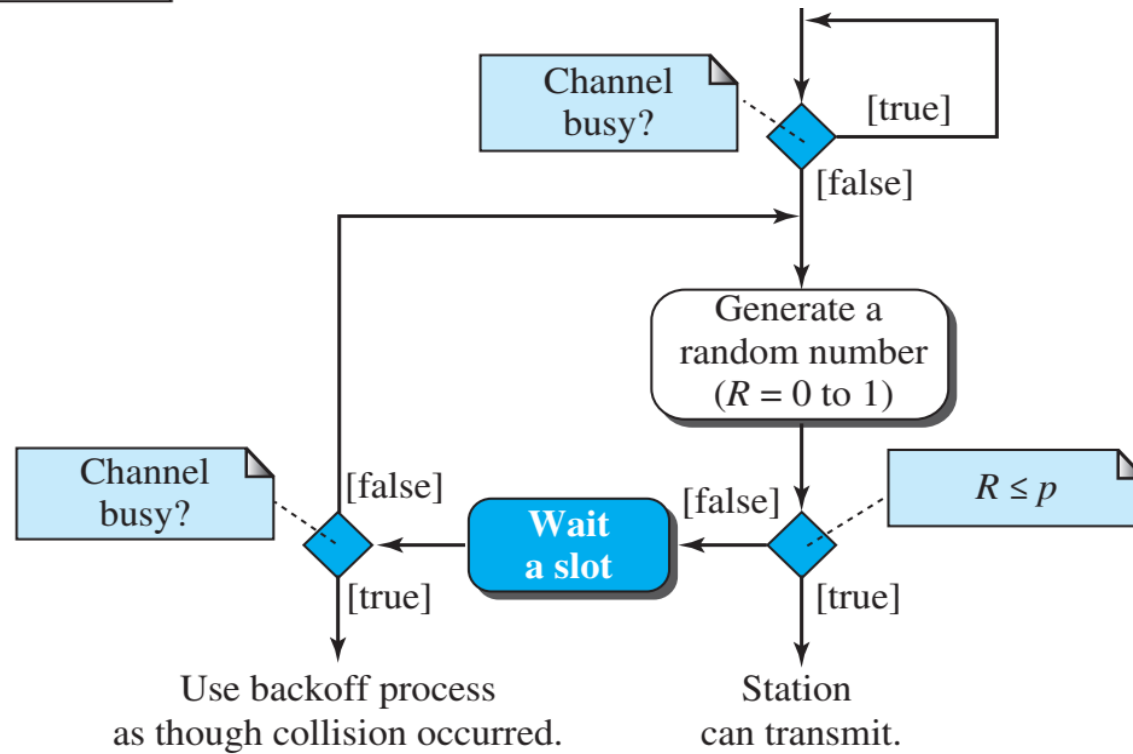 Channel
busy?
[true]
[false]
Generate a
random number
(R = 0 to 1)
Channel
busy?
[false]
Wait
a slot
[false]
R ≤ p
[true]
[true]
Use backoff process
as though collision occurred.
Station
can transmit.